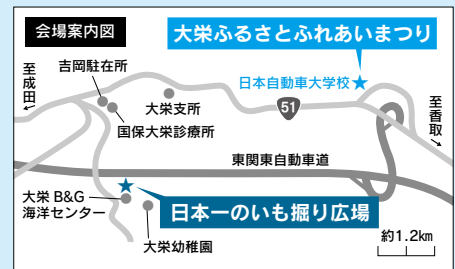 会場案内図
大栄ふるさとふれあいまつり
至成田
吉岡駐在所
日本自動車大学校
大栄支所
51
至香取
国保大栄診療所
東関東自動車道
大栄B&G
海洋センター
日本一のいも掘り広場
大栄幼稚園
約1.2km